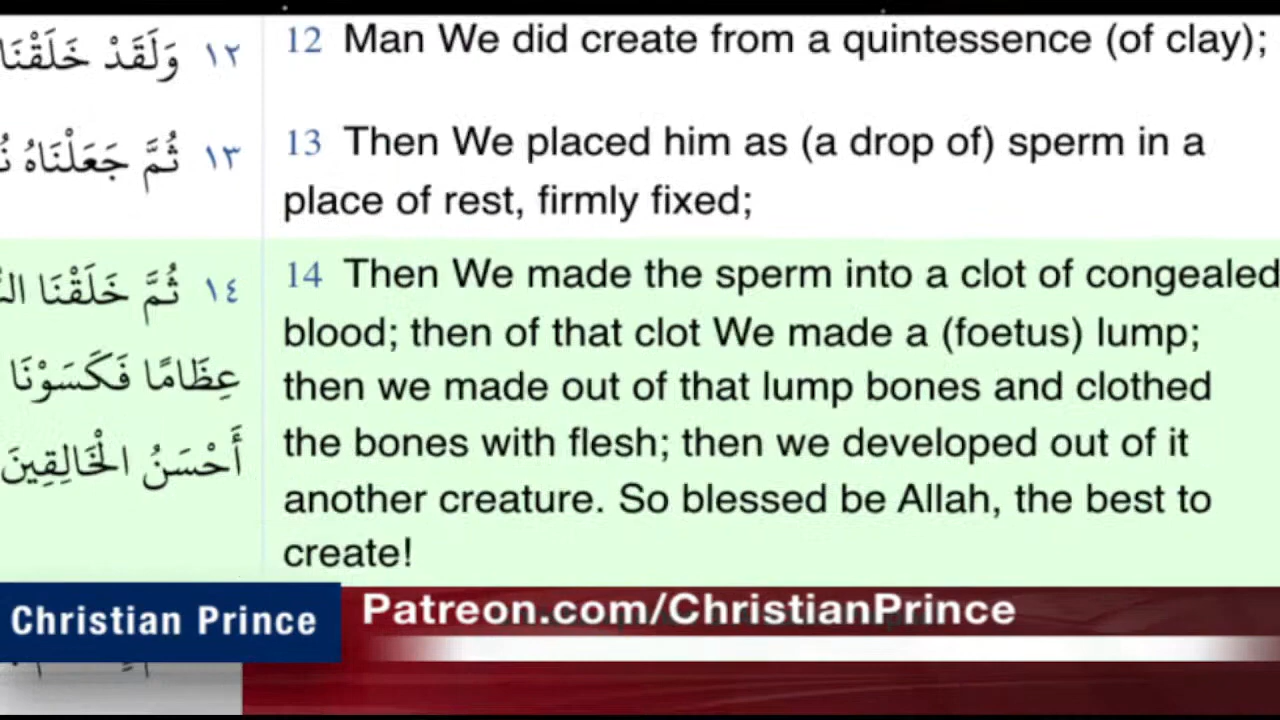 ١٢ وَلَقَدْ خَلَقْنَا
12 Man We did create from a quintessence (of clay);
١٣ ثُمَّ جَعَلْنَاهُ
13 Then We placed him as (a drop of) sperm in a
place of rest, firmly fixed;
١٤ ثُمَّ خَلَقْنَا
عِظَامًا فَكَسَوْنَا
أَحْسَنُ الْخَالِقِينَ
14 Then We made the sperm into a clot of congealed
blood; then of that clot We made a (foetus) lump;
then we made out of that lump bones and clothed
the bones with flesh; then we developed out of it
another creature. So blessed be Allah, the best to
create!
Christian Prince
Patreon.com/ChristianPrince